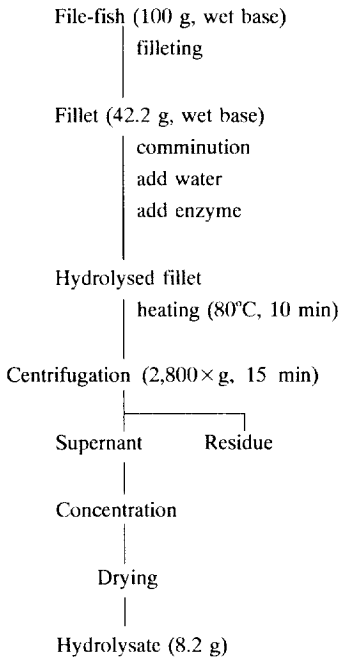 File-fish (100 g, wet base)
filleting
Fillet (42.2 g, wet base)
comminution
add water
add enzyme
Hydrolysed fillet
heating (80°C, 10 min)
Centrifugation (2,800×g, 15 min)
Supernant Residue
Concentration
Drying
Hydrolysate (8.2 g)